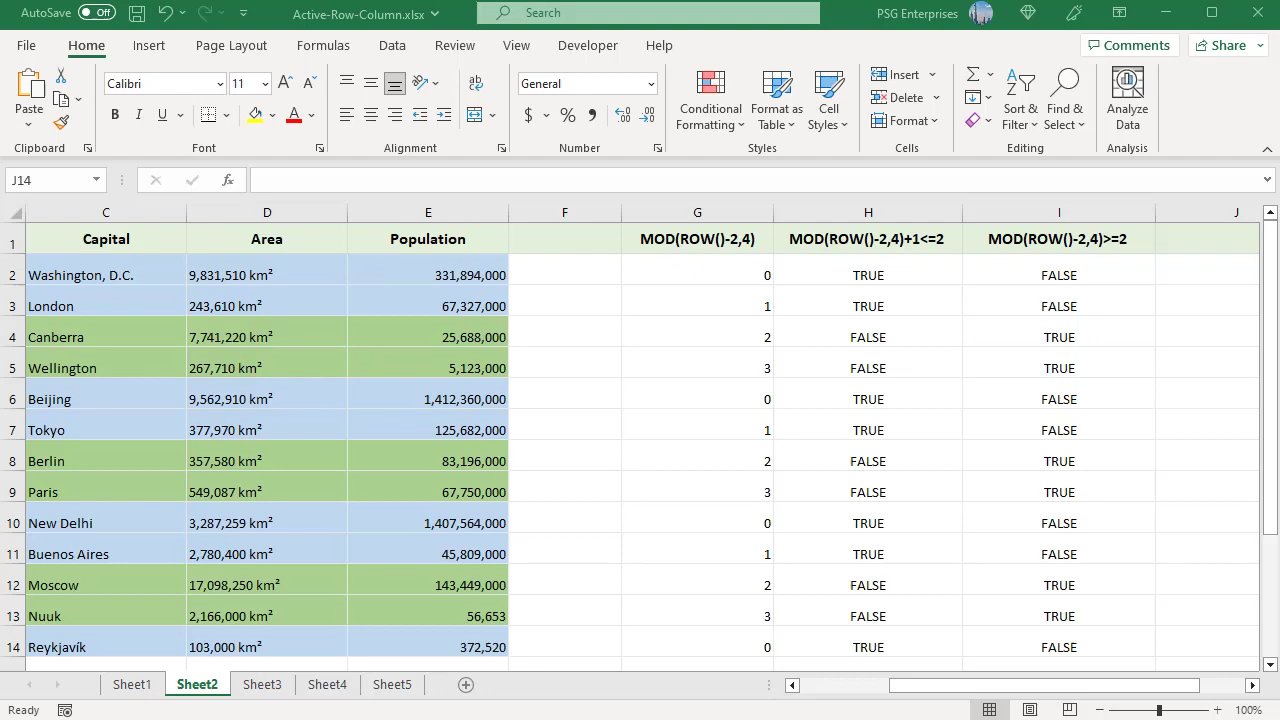 AutoSave Off Active-Row-Column.xlsx Search PSG Enterprises
File Home Insert Page Layout Formulas Data Review View Developer Help Comments Share
Paste Calibri 11 General Conditional Formatting Format as Table Cell Styles Insert Delete Format Sort & Filter Find & Select Analyze Data
Clipboard Font Alignment Number Styles Cells Editing Analysis
J14 fx
C D E F G H I J
1 Capital Area Population MOD(ROW()-2,4) MOD(ROW()-2,4)+1<=2 MOD(ROW()-2,4)>=2
2 Washington, D.C. 9,831,510 km² 331,894,000 0 TRUE FALSE
3 London 243,610 km² 67,327,000 1 TRUE FALSE
4 Canberra 7,741,220 km² 25,688,000 2 FALSE TRUE
5 Wellington 267,710 km² 5,123,000 3 FALSE TRUE
6 Beijing 9,562,910 km² 1,412,360,000 0 TRUE FALSE
7 Tokyo 377,970 km² 125,682,000 1 TRUE FALSE
8 Berlin 357,580 km² 83,196,000 2 FALSE TRUE
9 Paris 549,087 km² 67,750,000 3 FALSE TRUE
10 New Delhi 3,287,259 km² 1,407,564,000 0 TRUE FALSE
11 Buenos Aires 2,780,400 km² 45,809,000 1 TRUE FALSE
12 Moscow 17,098,250 km² 143,449,000 2 FALSE TRUE
13 Nuuk 2,166,000 km² 56,653 3 FALSE TRUE
14 Reykjavík 103,000 km² 372,520 0 TRUE FALSE
Sheet1 Sheet2 Sheet3 Sheet4 Sheet5
Ready 100%